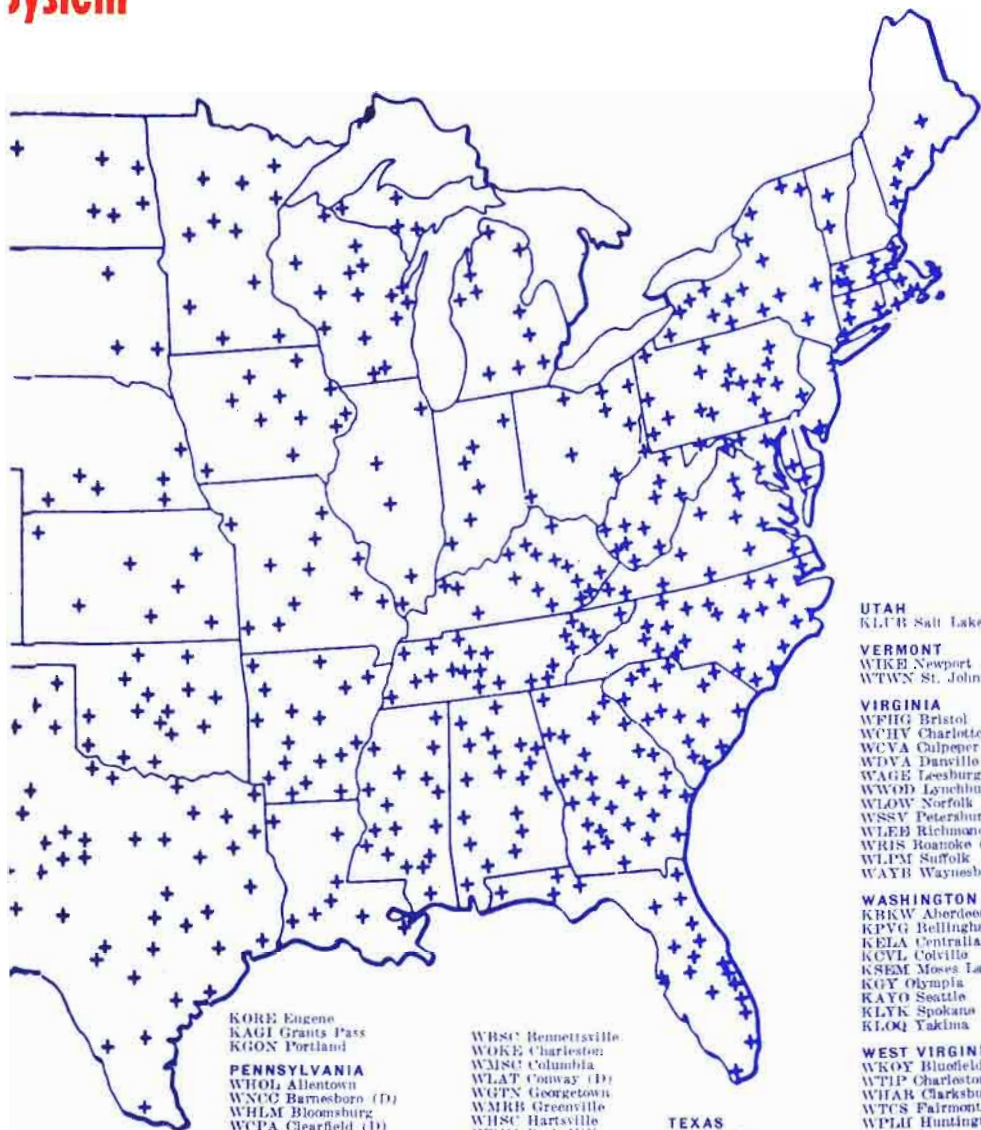 KORE Eugene
KAGI Grants Pass
KGON Portland
PENNSYLVANIA
WHOL Allentown
WNCC Barnesboro (D)
WHLM Bloomsburg
WCPA Clearfield (D)
WBSC Bennettsville
WOKE Charleston
WMSC Columbia
WLAT Conway (D)
WGTN Georgetown
WMRB Greenville
WHSC Hartsville
TEXAS
UTAH
KLUB Salt Lake
VERMONT
WIKE Newport
WTWN St. John
VIRGINIA
WFHG Bristol
WCHV Charlotte
WCVA Culpeper
WDVA Danville
WAGE Leesburg
WWOD Lynchbu
WLOW Norfolk
WSSV Petersbur
WLEE Richmond
WRIS Roanoke
WLPM Suffolk
WAYB Waynesb
WASHINGTON
KBKW Aberdeen
KPVG Bellingha
KELA Centralia
KCVL Colville
KSEM Moses La
KGY Olympia
KAYO Seattle
KLYK Spokane
KLOQ Yakima
WEST VIRGINI
WKOY Bluefield
WTIP Charleston
WHAR Clarksbu
WTCS Fairmont
WPLH Hunting